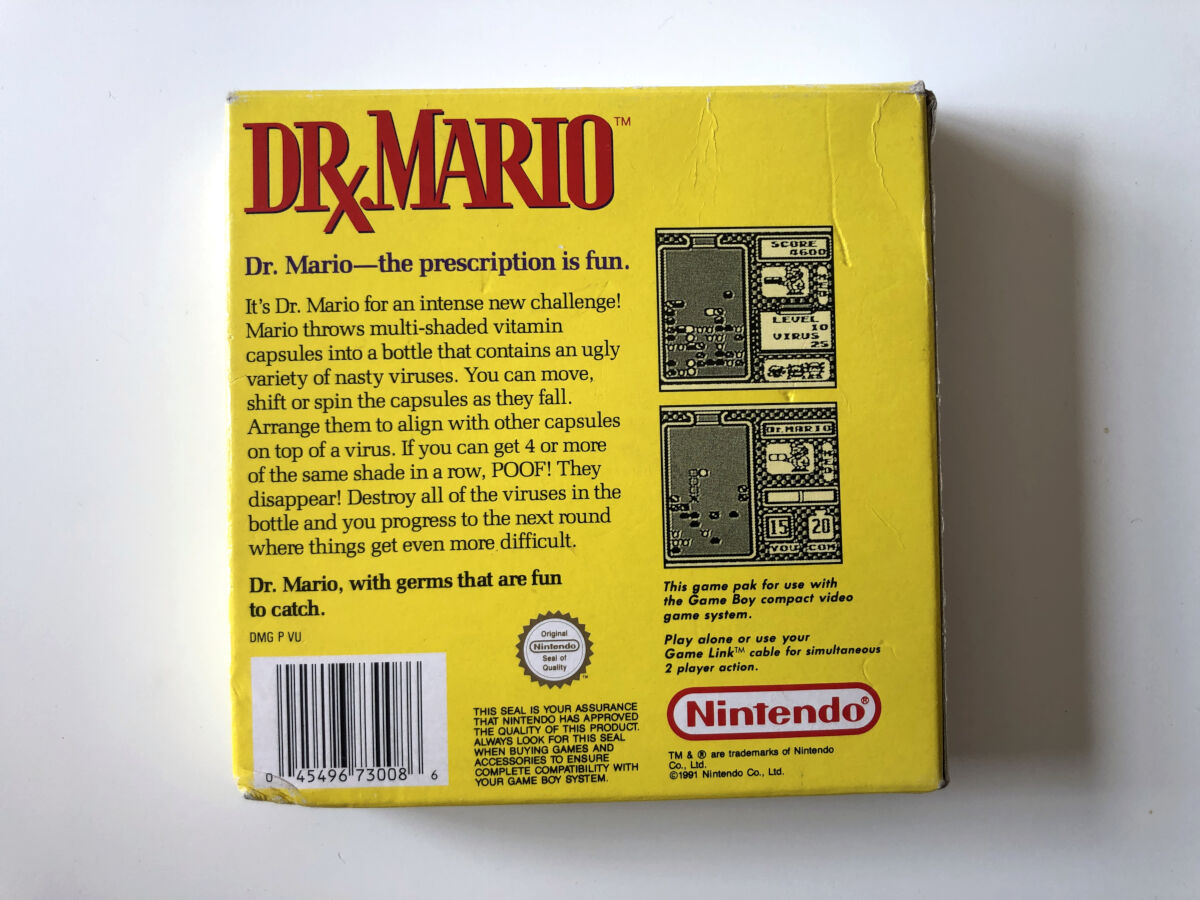 DRxMARIO™
Dr. Mario—the prescription is fun.
It's Dr. Mario for an intense new challenge!
Mario throws multi-shaded vitamin
capsules into a bottle that contains an ugly
variety of nasty viruses. You can move,
shift or spin the capsules as they fall.
Arrange them to align with other capsules
on top of a virus. If you can get 4 or more
of the same shade in a row, POOF! They
disappear! Destroy all of the viruses in the
bottle and you progress to the next round
where things get even more difficult.
Dr. Mario, with germs that are fun
to catch.
DMG P VU
0 45496 73008 6
Original
Nintendo
Seal of
Quality
™
THIS SEAL IS YOUR ASSURANCE
THAT NINTENDO HAS APPROVED
THE QUALITY OF THIS PRODUCT.
ALWAYS LOOK FOR THIS SEAL
WHEN BUYING GAMES AND
ACCESSORIES TO ENSURE
COMPLETE COMPATIBILITY WITH
YOUR GAME BOY SYSTEM.
SCORE
4600
LEVEL
10
VIRUS
25
Dr.MARIO
15 20
YOU COM
This game pak for use with
the Game Boy compact video
game system.
Play alone or use your
Game Link™ cable for simultaneous
2 player action.
Nintendo®
TM & ® are trademarks of Nintendo
Co., Ltd.
©1991 Nintendo Co., Ltd.